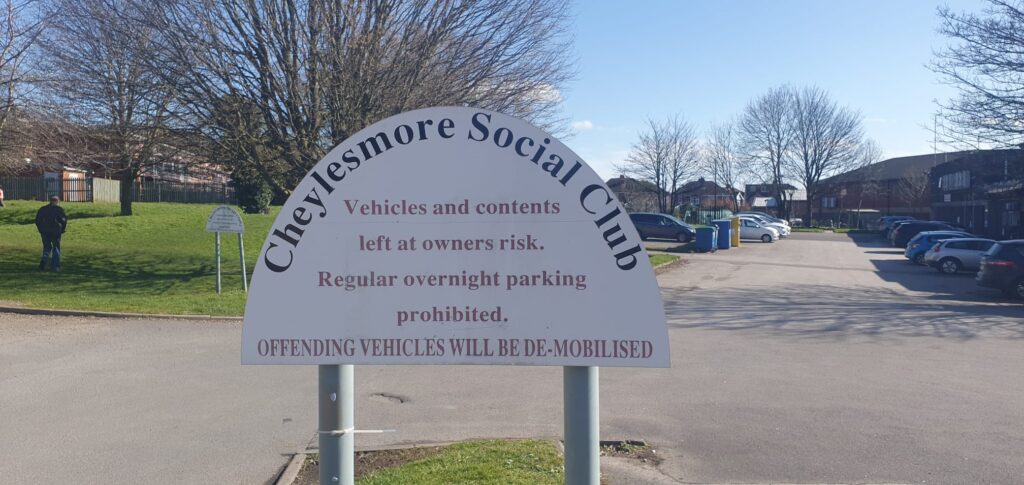 Cheylesmore Social Club
Vehicles and contents
left at owners risk.
Regular overnight parking
prohibited.
OFFENDING VEHICLES WILL BE DE-MOBILISED